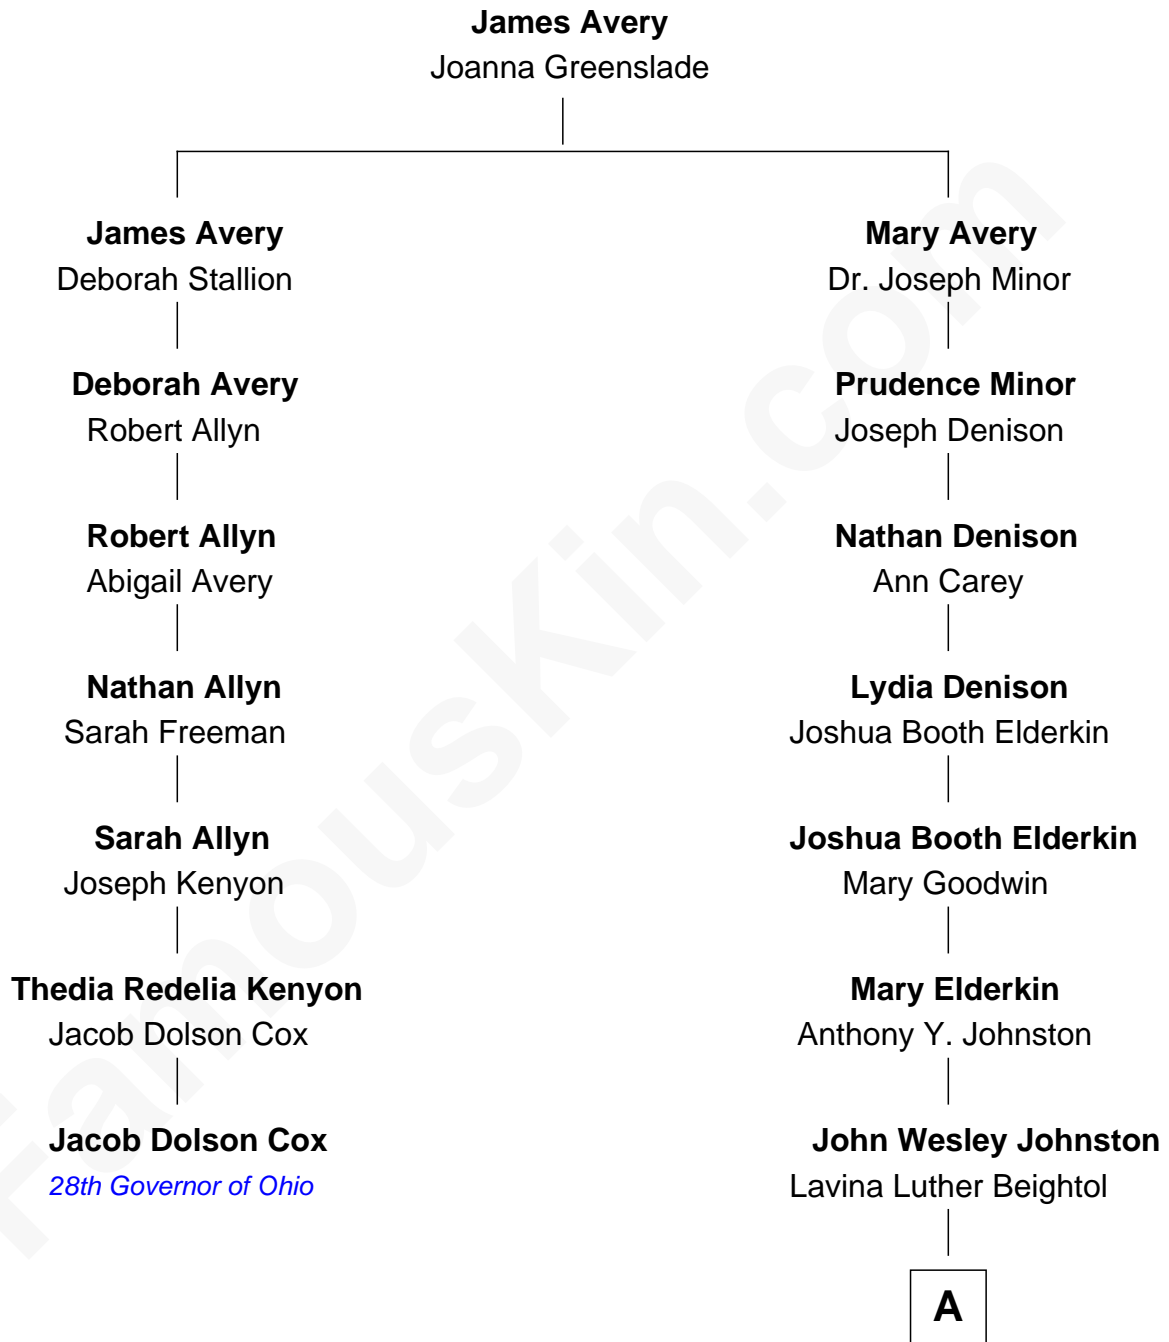 James Avery
Joanna Greenslade
James Avery
Deborah Stallion
Mary Avery
Dr. Joseph Minor
Deborah Avery
Robert Allyn
Prudence Minor
Joseph Denison
Robert Allyn
Abigail Avery
Nathan Denison
Ann Carey
Nathan Allyn
Sarah Freeman
Lydia Denison
Joshua Booth Elderkin
Sarah Allyn
Joseph Kenyon
Joshua Booth Elderkin
Mary Goodwin
Thedia Redelia Kenyon
Jacob Dolson Cox
Mary Elderkin
Anthony Y. Johnston
Jacob Dolson Cox
28th Governor of Ohio
John Wesley Johnston
Lavina Luther Beightol
A
FamousKin.com